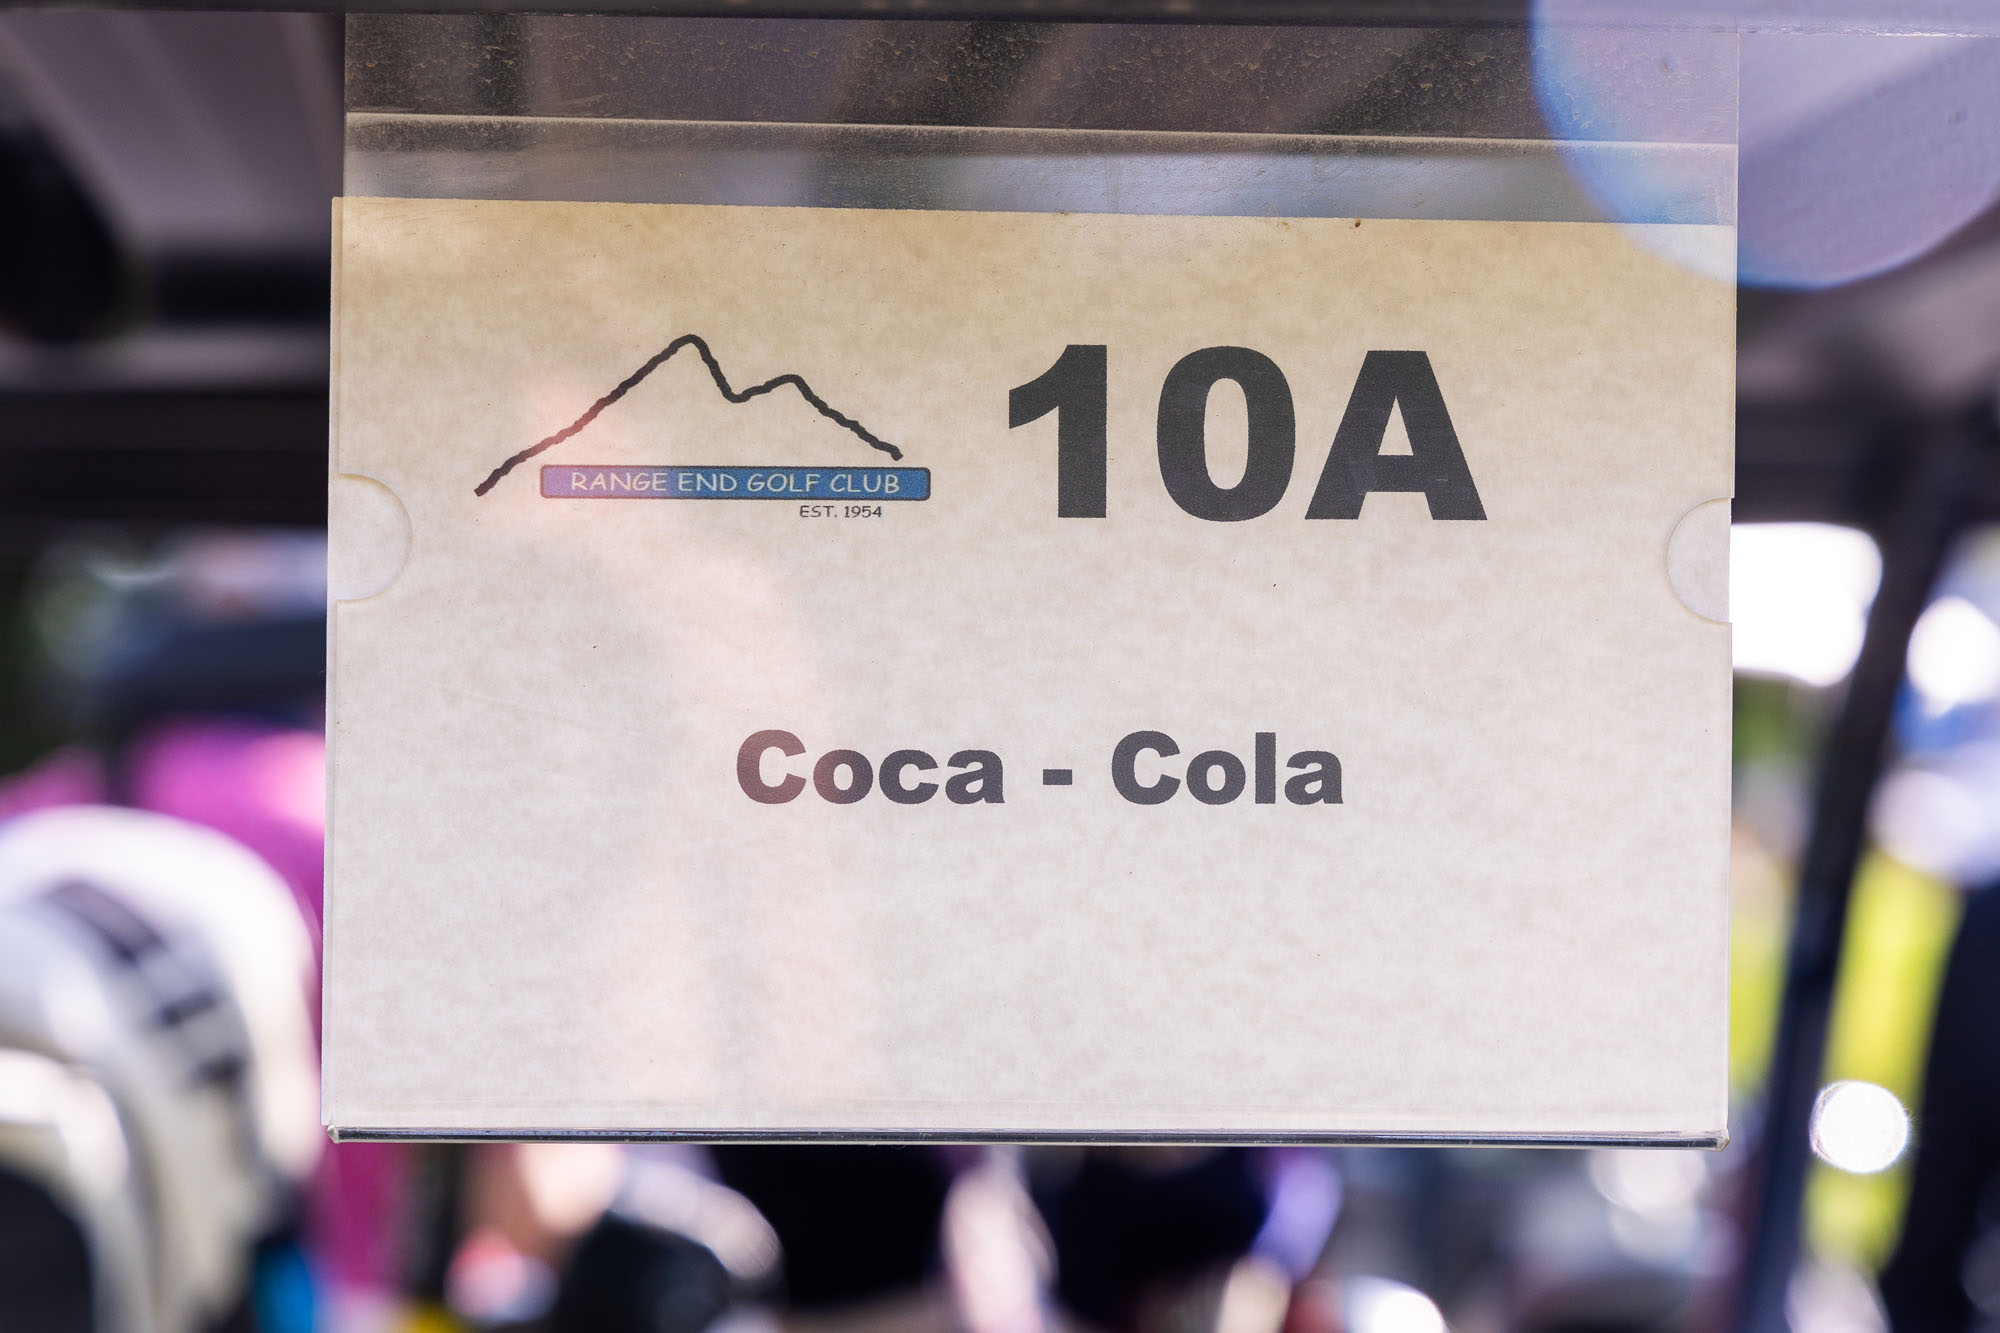 10A
RANGE END GOLF CLUB
EST. 1954
Coca - Cola